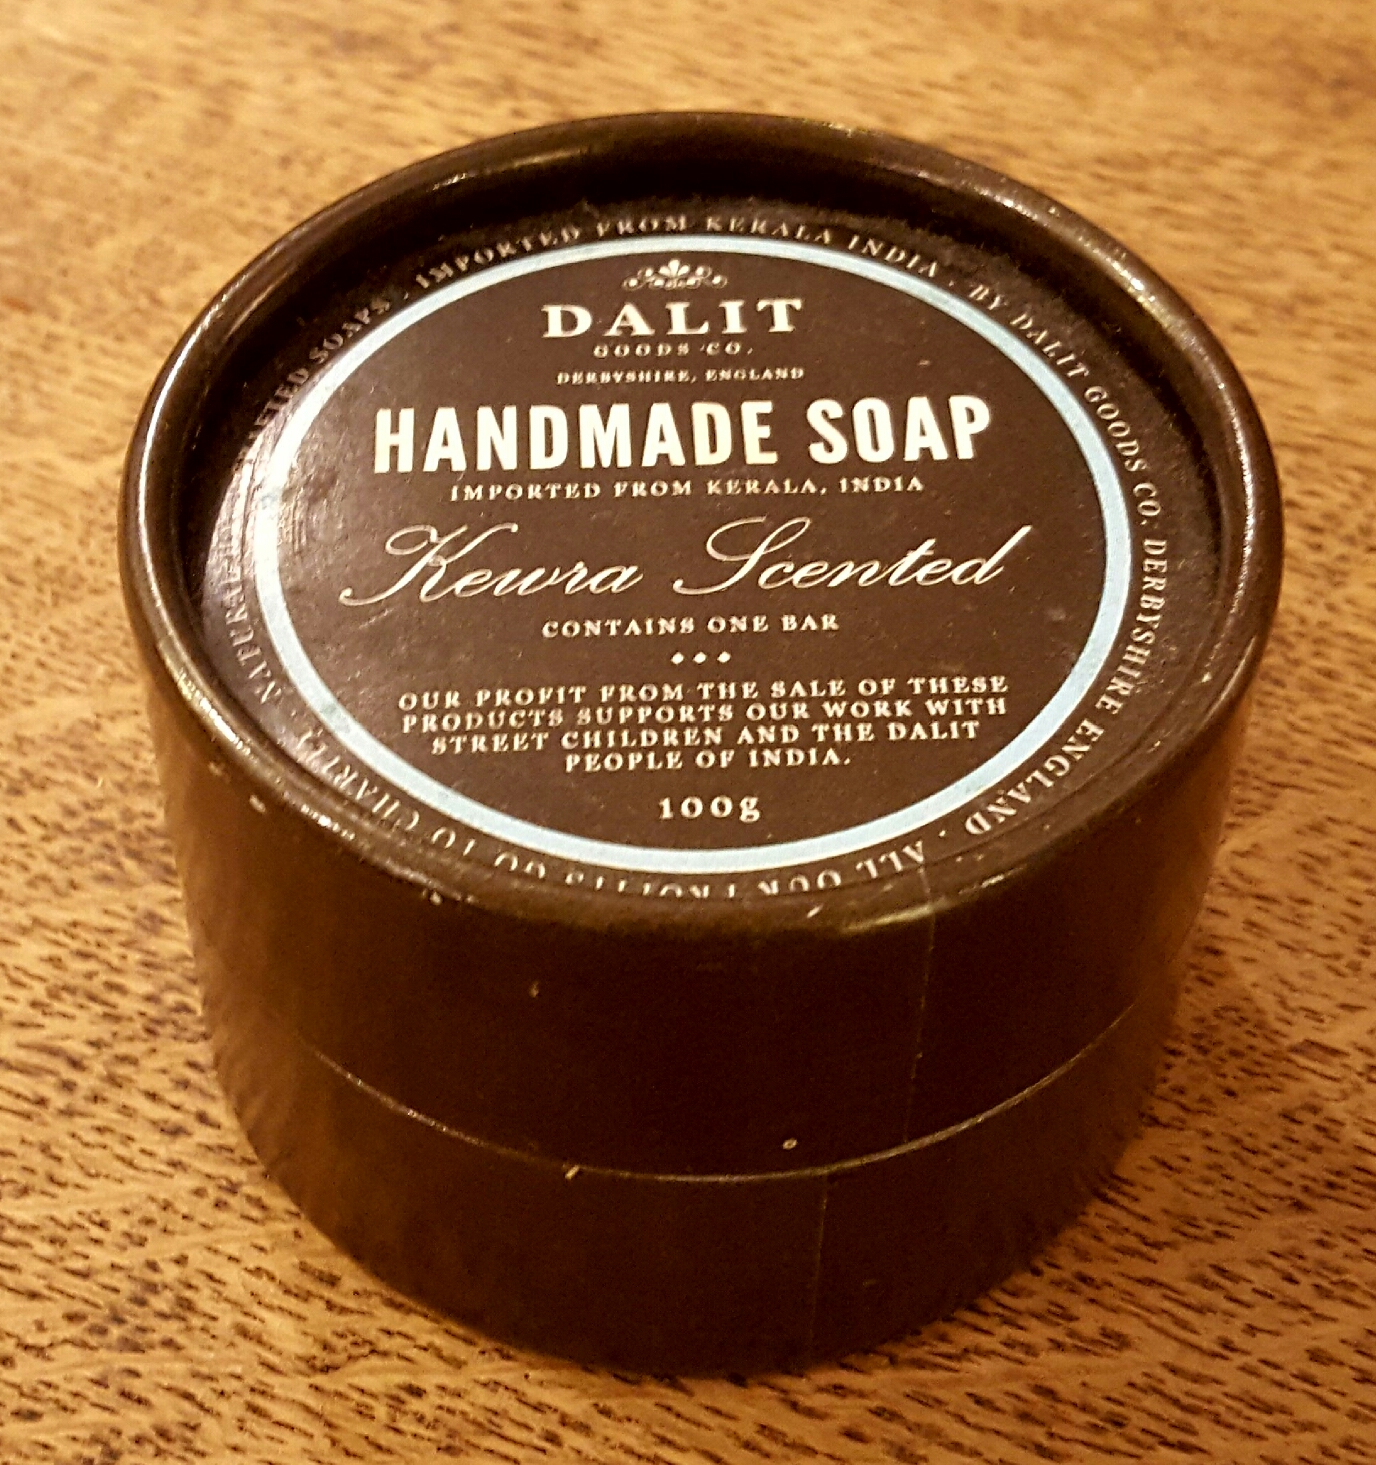 DALIT
GOODS CO.
DERBYSHIRE, ENGLAND
HANDMADE SOAP
IMPORTED FROM KERALA, INDIA
Kewra Scented
CONTAINS ONE BAR
OUR PROFIT FROM THE SALE OF THESE
PRODUCTS SUPPORTS OUR WORK WITH
STREET CHILDREN AND THE DALIT
PEOPLE OF INDIA.
100g
SOAPS · IMPORTED FROM KERALA INDIA · BY DALIT GOODS CO. DERBYSHIRE ENGLAND · ALL OUR PROFITS GO TO CHARITY ·